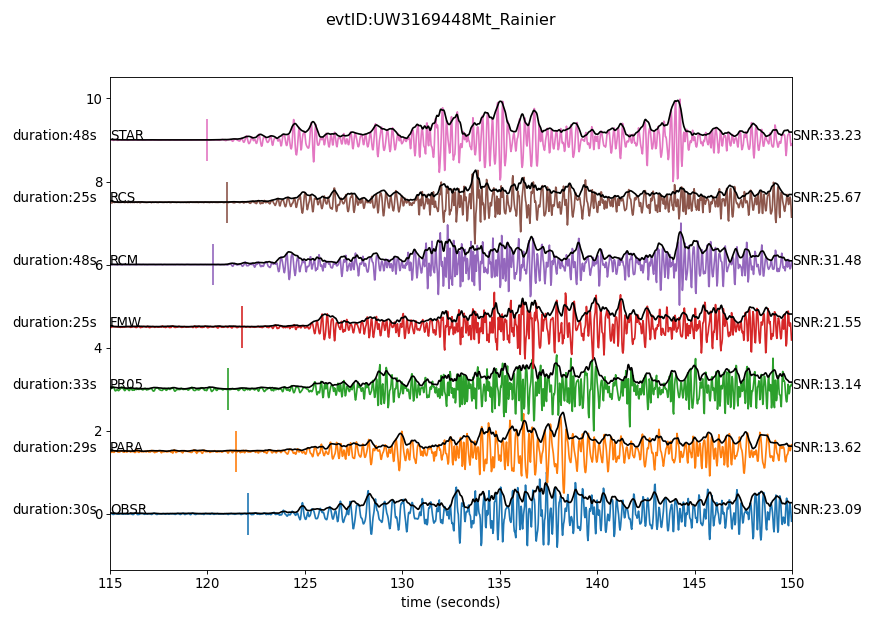 evtID:UW3169448Mt_Rainier
10
duration:48s STAR SNR:33.23
8
duration:25s RCS SNR:25.67
duration:48s RCM SNR:31.48
6
duration:25s FMW SNR:21.55
4
duration:33s PR05 SNR:13.14
2
duration:29s PARA SNR:13.62
duration:30s OBSR SNR:23.09
0
115 120 125 130 135 140 145 150
time (seconds)